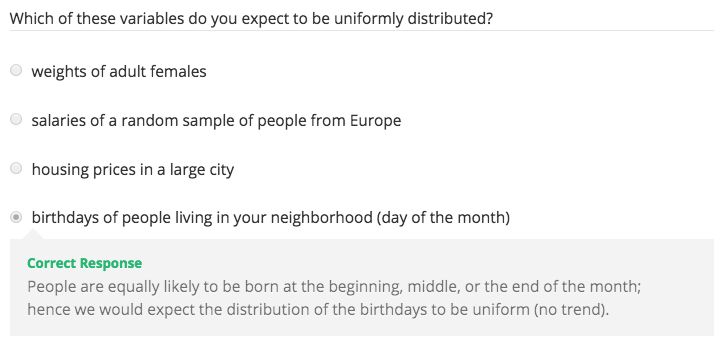 Which of these variables do you expect to be uniformly distributed?
weights of adult females
salaries of a random sample of people from Europe
housing prices in a large city
birthdays of people living in your neighborhood (day of the month)
Correct Response
People are equally likely to be born at the beginning, middle, or the end of the month;
hence we would expect the distribution of the birthdays to be uniform (no trend).